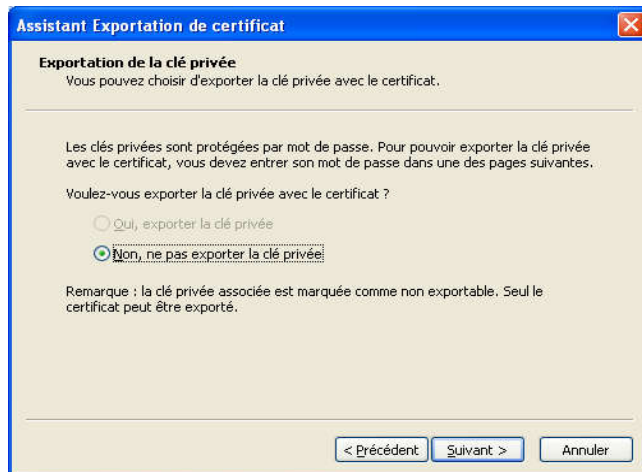 Assistant Exportation de certificat
Exportation de la clé privée
Vous pouvez choisir d'exporter la clé privée avec le certificat.
Les clés privées sont protégées par mot de passe. Pour pouvoir exporter la clé privée
avec le certificat, vous devez entrer son mot de passe dans une des pages suivantes.
Voulez-vous exporter la clé privée avec le certificat ?
Oui, exporter la clé privée
Non, ne pas exporter la clé privée
Remarque : la clé privée associée est marquée comme non exportable. Seul le
certificat peut être exporté.
< Précédent Suivant > Annuler